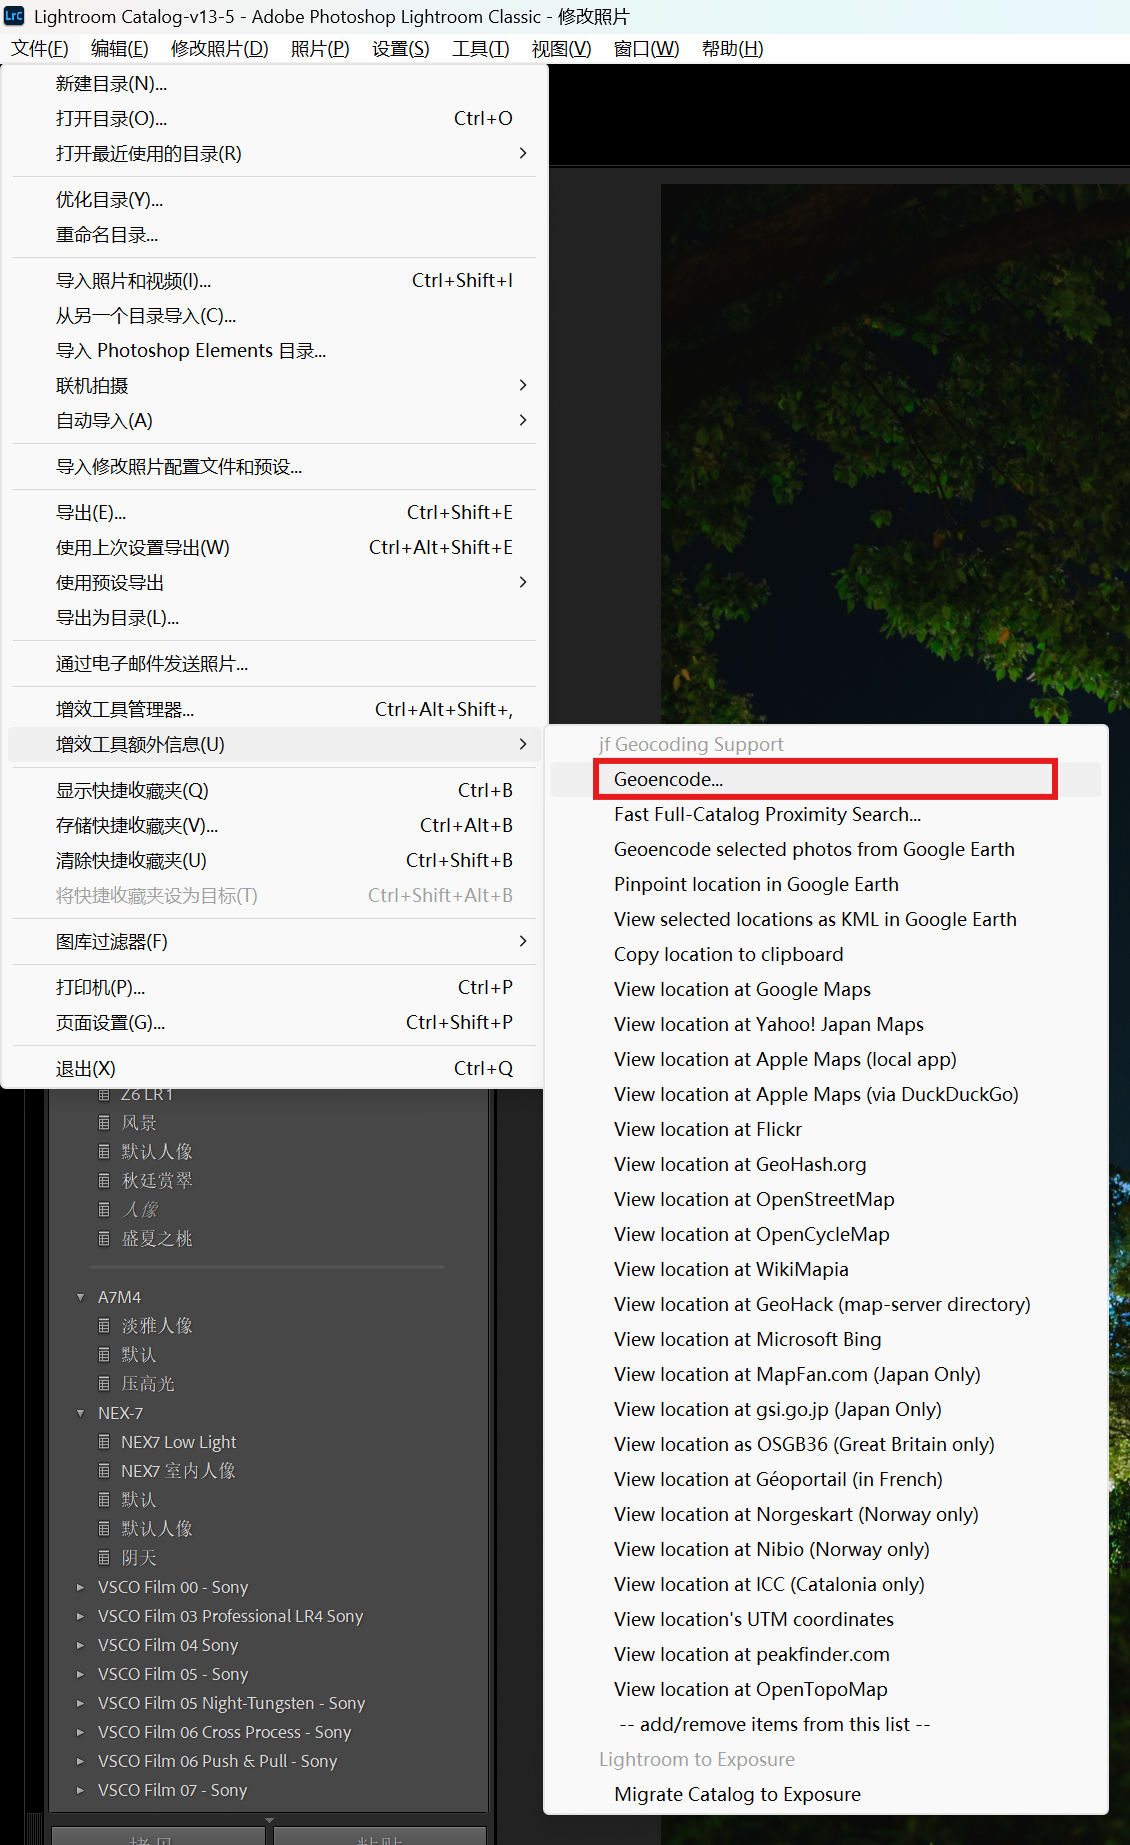 Lightroom Catalog-v13-5 - Adobe Photoshop Lightroom Classic - 修改照片
文件(F) 编辑(E) 修改照片(D) 照片(P) 设置(S) 工具(T) 视图(V) 窗口(W) 帮助(H)
新建目录(N)...
打开目录(O)... Ctrl+O
打开最近使用的目录(R)
优化目录(Y)...
重命名目录...
导入照片和视频(I)... Ctrl+Shift+I
从另一个目录导入(C)...
导入 Photoshop Elements 目录...
联机拍摄
自动导入(A)
导入修改照片配置文件和预设...
导出(E)... Ctrl+Shift+E
使用上次设置导出(W) Ctrl+Alt+Shift+E
使用预设导出
导出为目录(L)...
通过电子邮件发送照片...
增效工具管理器... Ctrl+Alt+Shift+,
增效工具额外信息(U)
显示快捷收藏夹(Q) Ctrl+B
存储快捷收藏夹(V)... Ctrl+Alt+B
清除快捷收藏夹(U) Ctrl+Shift+B
将快捷收藏夹设为目标(T) Ctrl+Shift+Alt+B
图库过滤器(F)
打印机(P)... Ctrl+P
页面设置(G)... Ctrl+Shift+P
退出(X) Ctrl+Q
jf Geocoding Support
Geoencode...
Fast Full-Catalog Proximity Search...
Geoencode selected photos from Google Earth
Pinpoint location in Google Earth
View selected locations as KML in Google Earth
Copy location to clipboard
View location at Google Maps
View location at Yahoo! Japan Maps
View location at Apple Maps (local app)
View location at Apple Maps (via DuckDuckGo)
View location at Flickr
View location at GeoHash.org
View location at OpenStreetMap
View location at OpenCycleMap
View location at WikiMapia
View location at GeoHack (map-server directory)
View location at Microsoft Bing
View location at MapFan.com (Japan Only)
View location at gsi.go.jp (Japan Only)
View location as OSGB36 (Great Britain only)
View location at Géoportail (in French)
View location at Norgeskart (Norway only)
View location at Nibio (Norway only)
View location at ICC (Catalonia only)
View location's UTM coordinates
View location at peakfinder.com
View location at OpenTopoMap
-- add/remove items from this list --
Lightroom to Exposure
Migrate Catalog to Exposure
Z6 LR1
风景
默认人像
秋廷赏翠
人像
盛夏之桃
A7M4
淡雅人像
默认
压高光
NEX-7
NEX7 Low Light
NEX7 室内人像
默认
默认人像
阴天
VSCO Film 00 - Sony
VSCO Film 03 Professional LR4 Sony
VSCO Film 04 Sony
VSCO Film 05 - Sony
VSCO Film 05 Night-Tungsten - Sony
VSCO Film 06 Cross Process - Sony
VSCO Film 06 Push & Pull - Sony
VSCO Film 07 - Sony